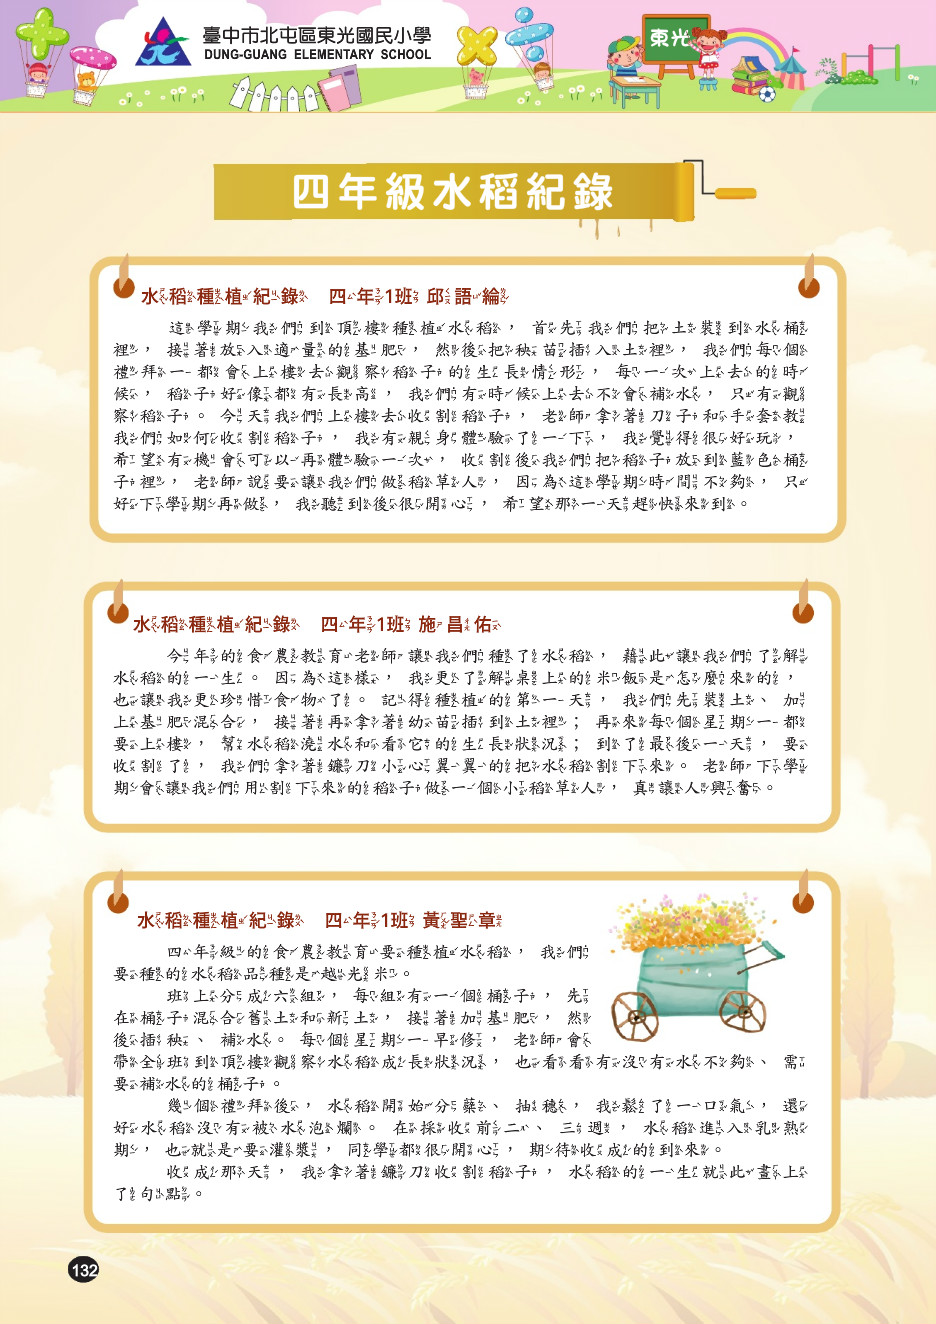 臺中市北屯區東光國民小學
DUNG-GUANG ELEMENTARY SCHOOL
東光
四年級水稻紀錄
水稻種植紀錄 四年1班 邱語綸
這學期我們到頂樓種植水稻，首先我們把土裝到水桶
裡，接著放入適量的基肥，然後把秧苗插入土裡，我們每個
禮拜一都會上樓去觀察稻子的生長情形，每一次上去的時
候，稻子好像都有長高，我們有時候上去不會補水，只有觀
察稻子。今天我們上樓去收割稻子，老師拿著刀子和手套教
我們如何收割稻子，我有親身體驗了一下，我覺得很好玩，
希望有機會可以再體驗一次，收割後我們把稻子放到藍色桶
子裡，老師說要讓我們做稻草人，因為這學期時間不夠，只
好下學期再做，我聽到後很開心，希望那一天趕快來到。
水稻種植紀錄 四年1班 施昌佑
今年的食農教育老師讓我們種了水稻，藉此讓我們了解
水稻的一生。因為這樣，我更了解桌上的米飯是怎麼來的，
也讓我更珍惜食物了。記得種植的第一天，我們先裝土、加
上基肥混合，接著再拿著幼苗插到土裡；再來每個星期一都
要上樓，幫水稻澆水和看它的生長狀況；到了最後一天，要
收割了，我們拿著鐮刀小心翼翼的把水稻割下來。老師下學
期會讓我們用割下來的稻子做一個小稻草人，真讓人興奮。
水稻種植紀錄 四年1班 黃聖章
四年級的食農教育要種植水稻，我們
要種的水稻品種是越光米。
班上分成六組，每組有一個桶子，先
在桶子混合舊土和新土，接著加基肥，然
後插秧、補水。每個星期一早修，老師會
帶全班到頂樓觀察水稻成長狀況，也看看有沒有水不夠、需
要補水的桶子。
幾個禮拜後，水稻開始分蘗、抽穗，我鬆了一口氣，還
好水稻沒有被水泡爛。在採收前二、三週，水稻進入乳熟
期，也就是要灌漿，同學都很開心，期待收成的到來。
收成那天，我拿著鐮刀收割稻子，水稻的一生就此畫上
了句點。
132